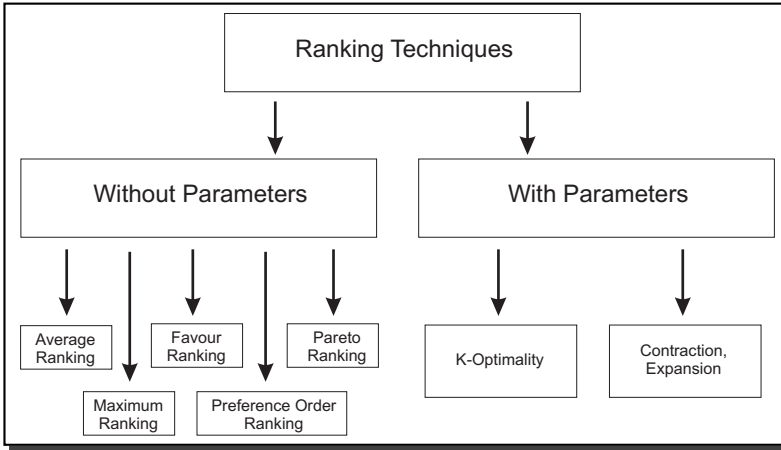 Ranking Techniques
Without Parameters
With Parameters
Average
Ranking
Favour
Ranking
Pareto
Ranking
K-Optimality
Contraction,
Expansion
Maximum
Ranking
Preference Order
Ranking